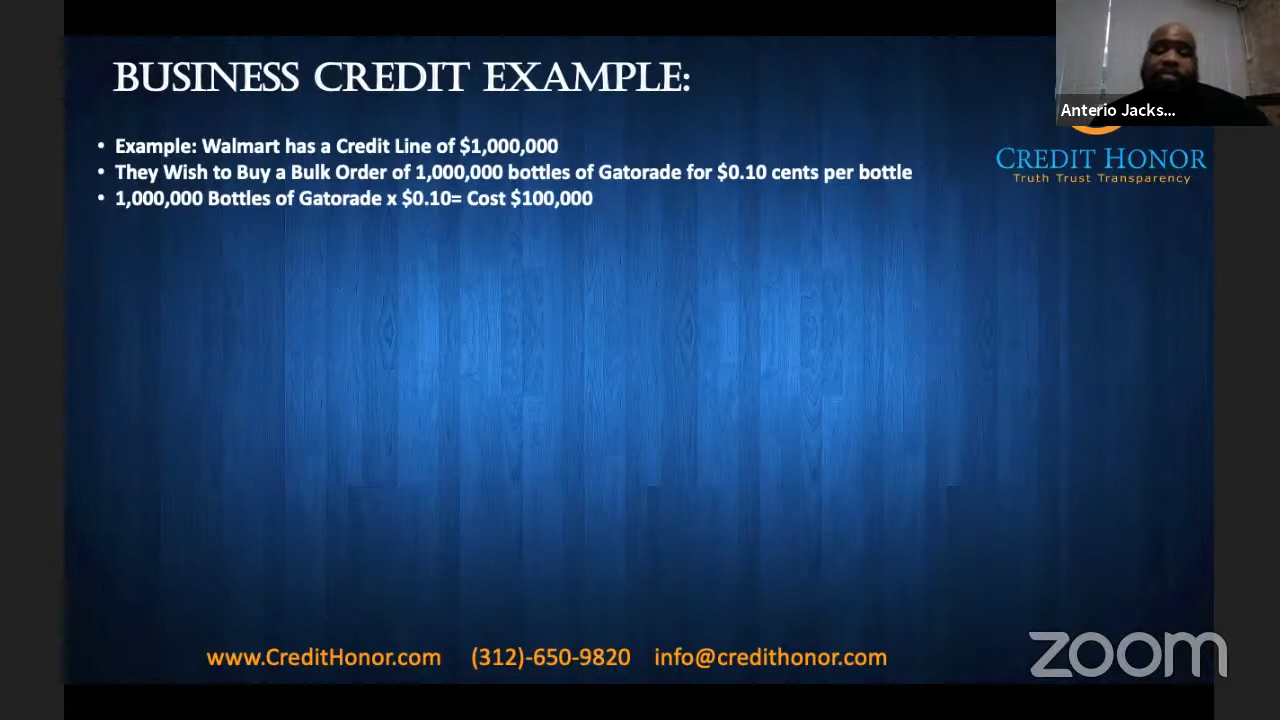 BUSINESS CREDIT EXAMPLE:
• Example: Walmart has a Credit Line of $1,000,000
• They Wish to Buy a Bulk Order of 1,000,000 bottles of Gatorade for $0.10 cents per bottle
• 1,000,000 Bottles of Gatorade x $0.10= Cost $100,000
Anterio Jacks...
CREDIT HONOR
Truth Trust Transparency
www.CreditHonor.com (312)-650-9820 info@credithonor.com
zoom